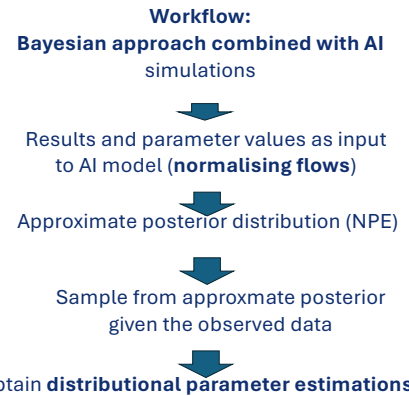 Workflow:
Bayesian approach combined with AI
simulations
Results and parameter values as input
to AI model (normalising flows)
Approximate posterior distribution (NPE)
Sample from approxmate posterior
given the observed data
distributional parameter estimations